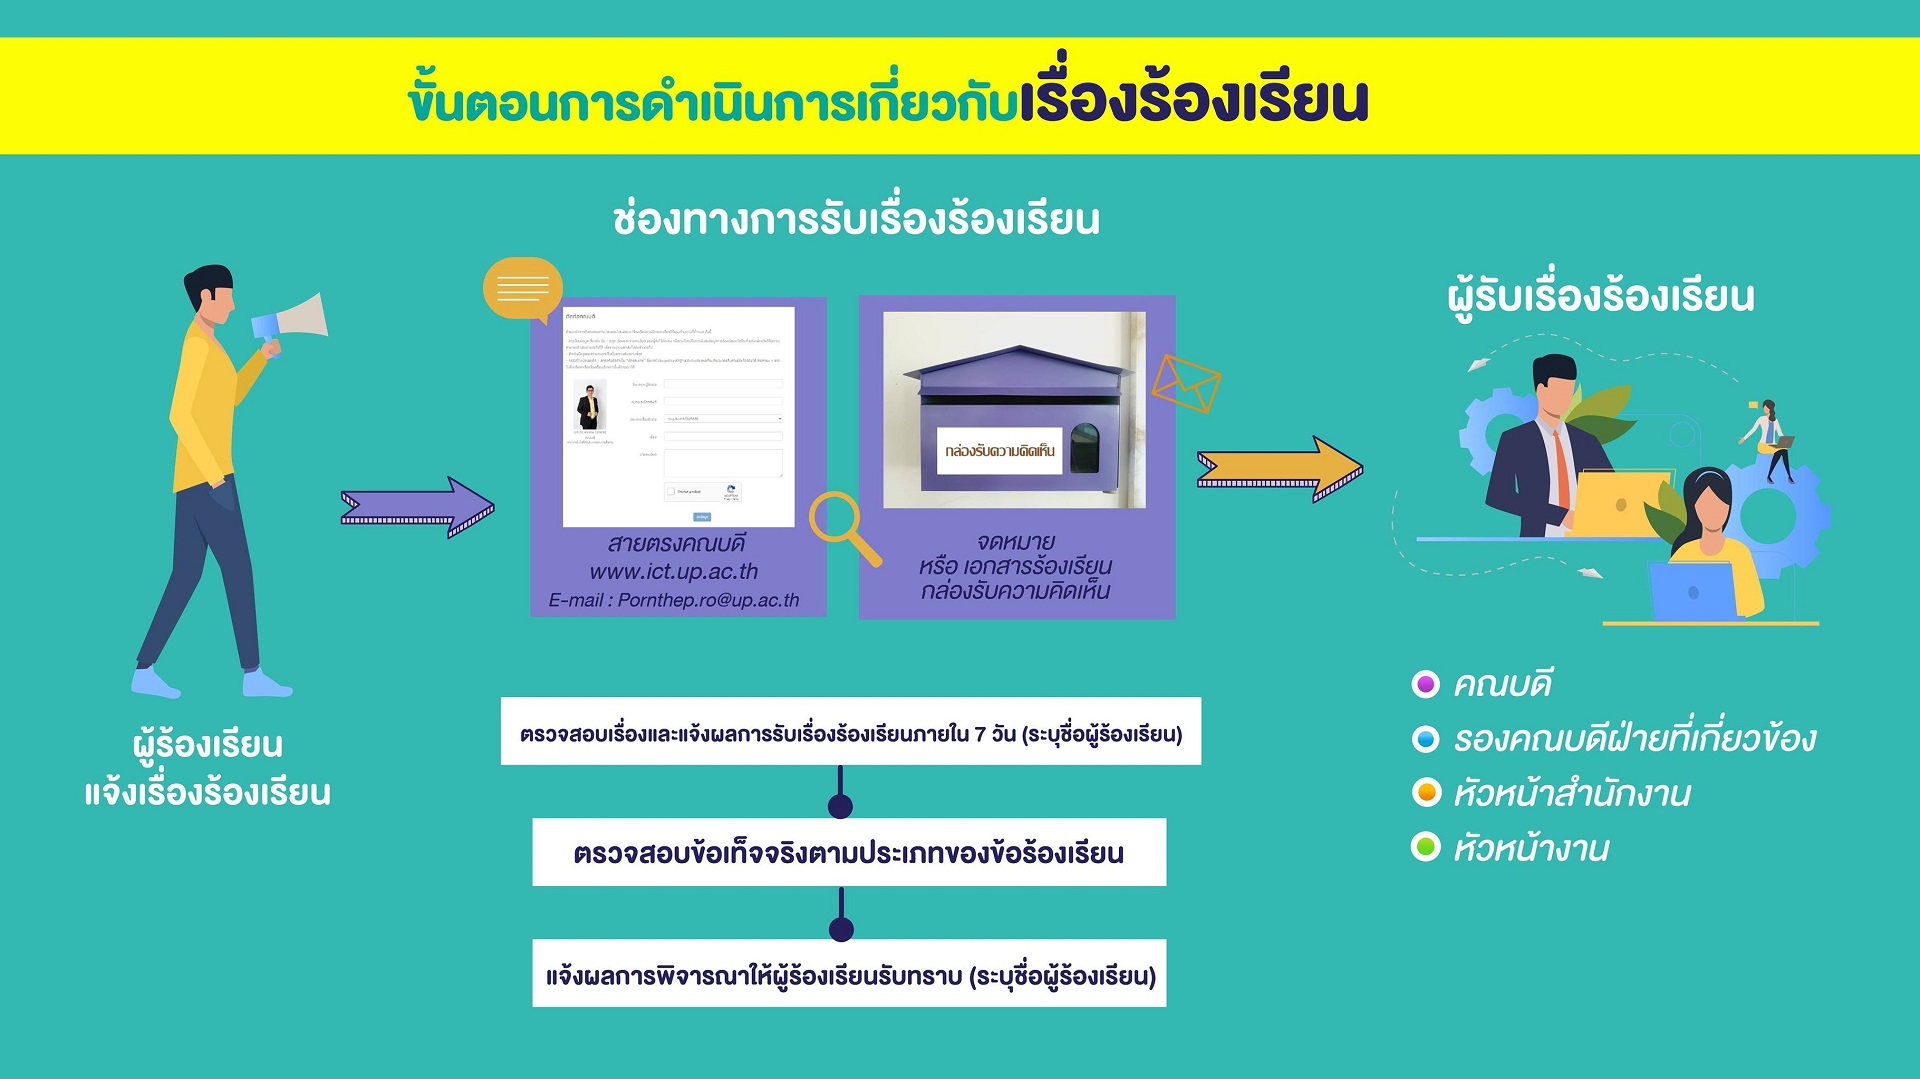 ขั้นตอนการดำเนินการเกี่ยวกับเรื่องร้องเรียน
ช่องทางการรับเรื่องร้องเรียน
ผู้ร้องเรียน
แจ้งเรื่องร้องเรียน
ติดต่อคณบดี
I'm not a robot
สายตรงคณบดี
www.ict.up.ac.th
E-mail : Pornthep.ro@up.ac.th
กล่องรับความคิดเห็น
จดหมาย
หรือ เอกสารร้องเรียน
กล่องรับความคิดเห็น
ผู้รับเรื่องร้องเรียน
คณบดี
รองคณบดีฝ่ายที่เกี่ยวข้อง
หัวหน้าสำนักงาน
หัวหน้างาน
ตรวจสอบเรื่องและแจ้งผลการรับเรื่องร้องเรียนภายใน 7 วัน (ระบุชื่อผู้ร้องเรียน)
ตรวจสอบข้อเท็จจริงตามประเภทของข้อร้องเรียน
แจ้งผลการพิจารณาให้ผู้ร้องเรียนรับทราบ (ระบุชื่อผู้ร้องเรียน)